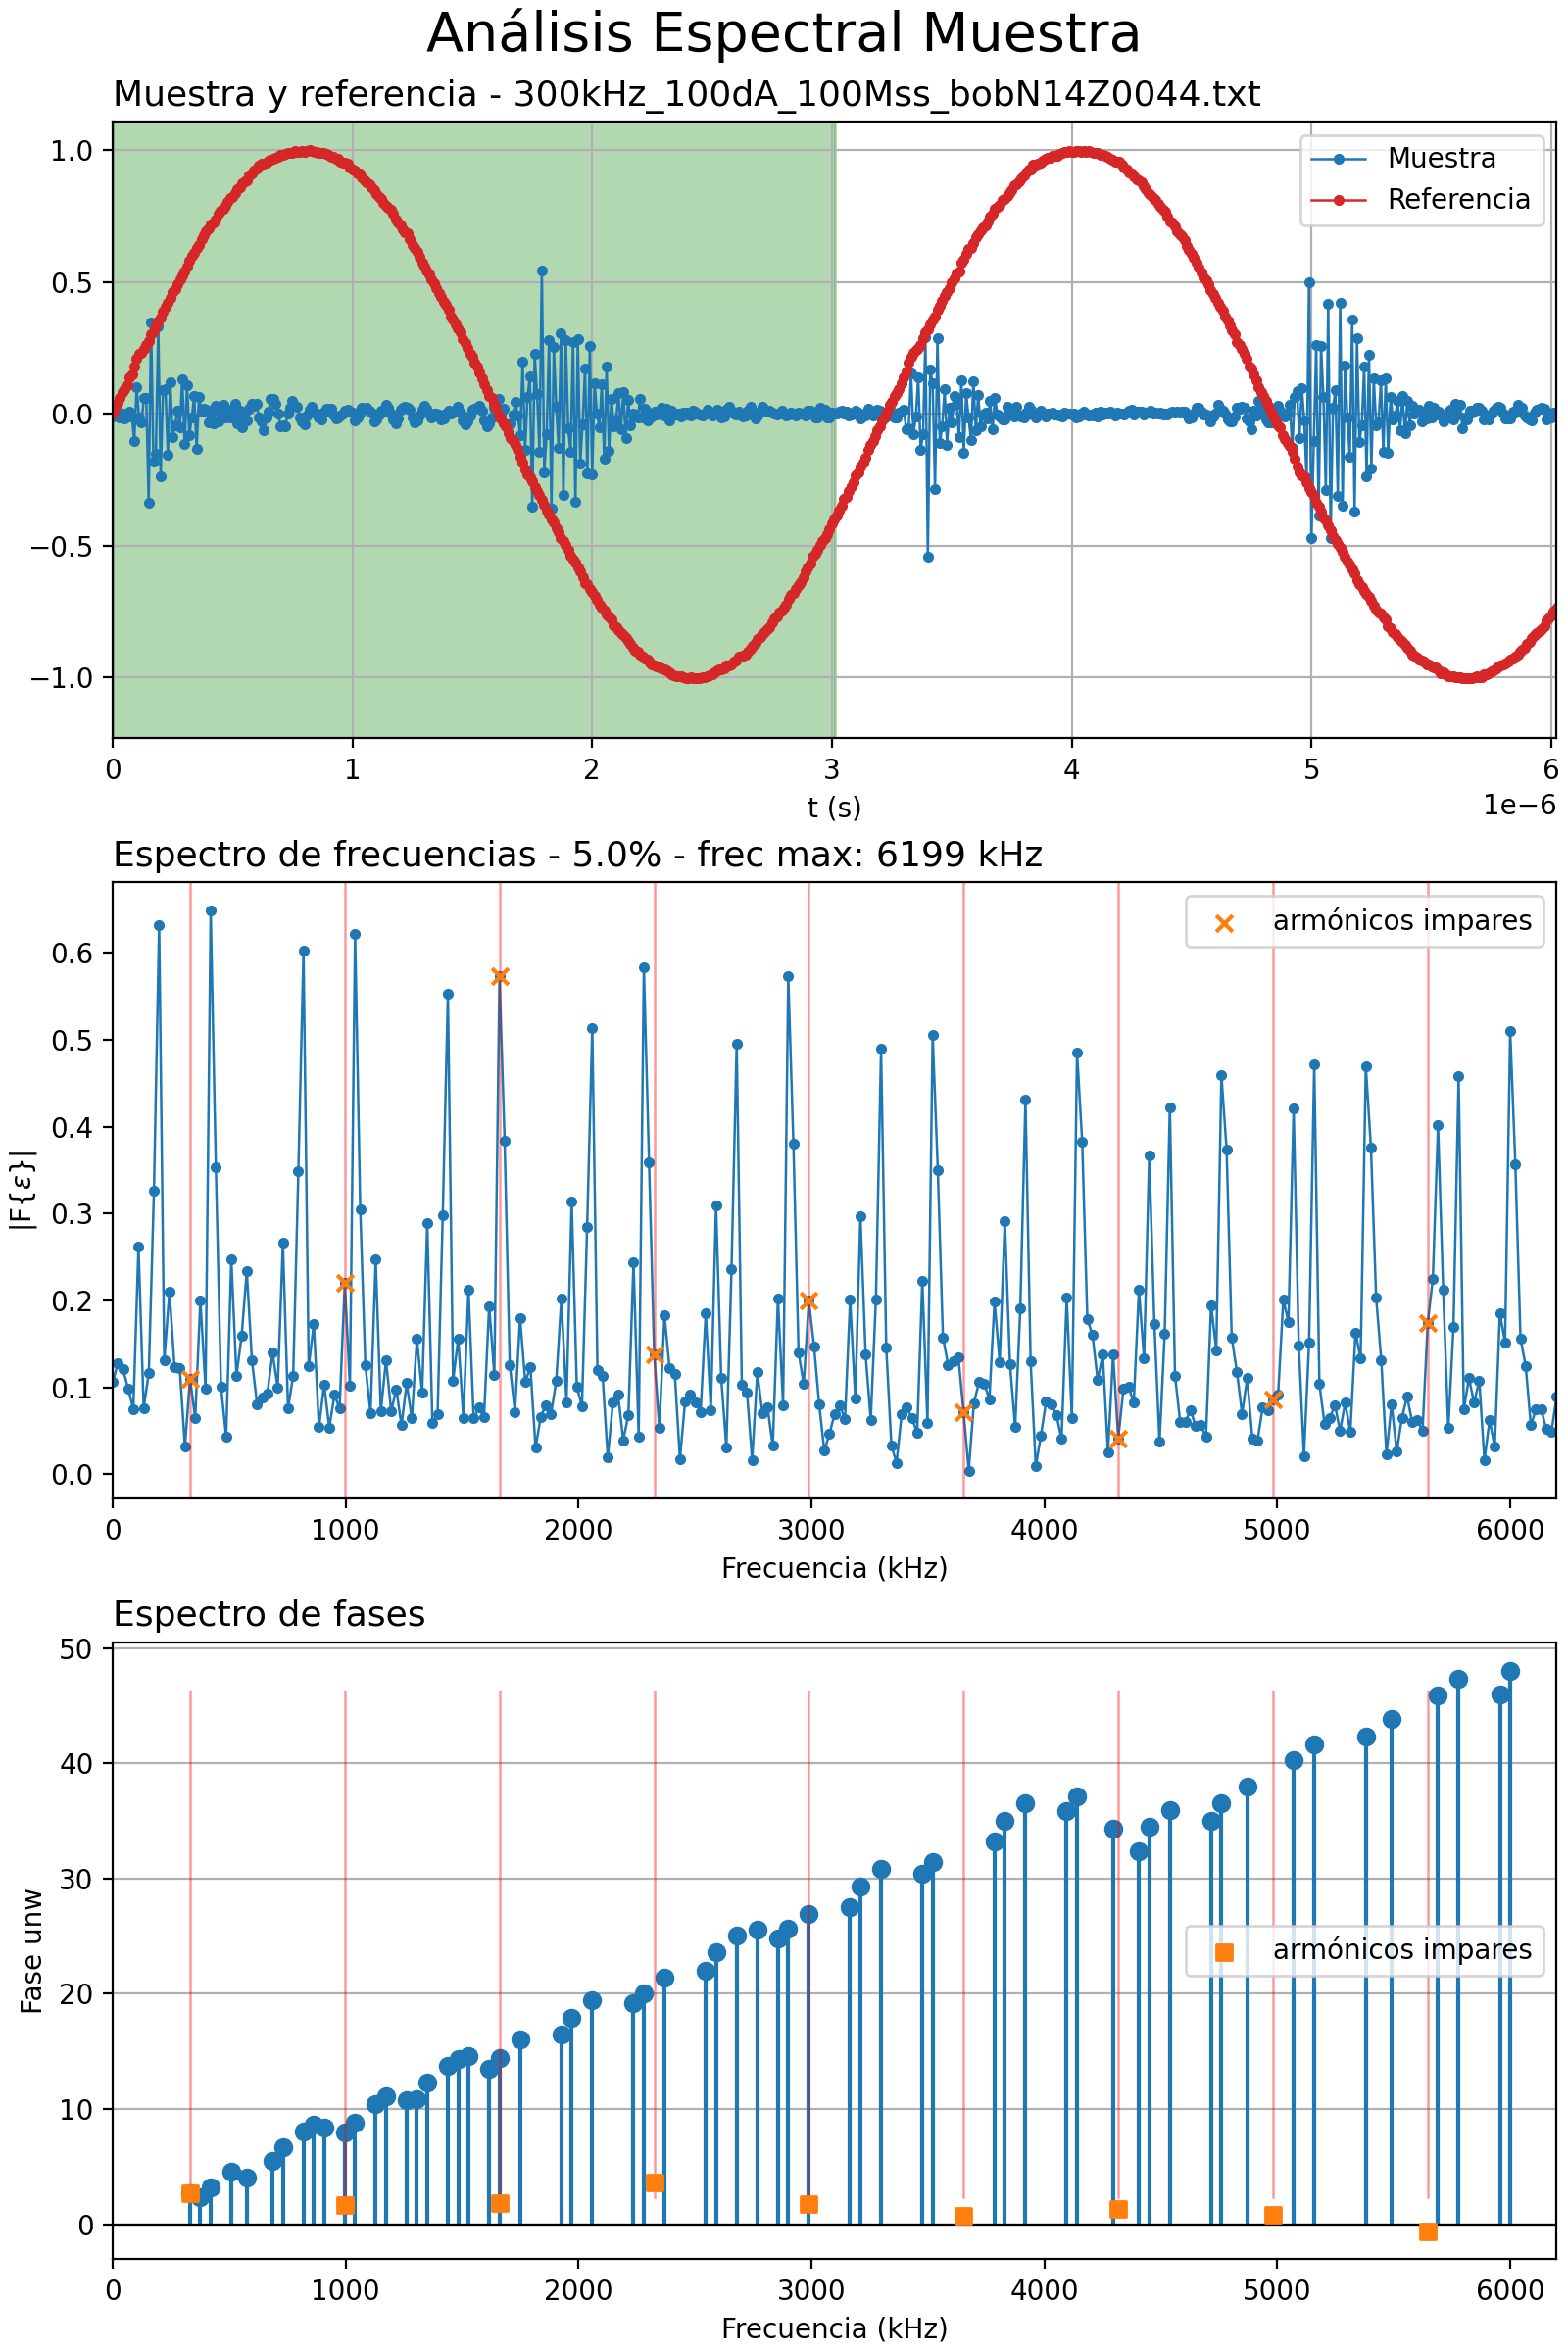 Análisis Espectral Muestra
Muestra y referencia - 300kHz_100dA_100Mss_bobN14Z0044.txt
1.0
0.5
0.0
−0.5
−1.0
Muestra
Referencia
0 1 2 3 4 5 6
t (s)
1e−6
Espectro de frecuencias - 5.0% - frec max: 6199 kHz
|F{ε}|
0.6
0.5
0.4
0.3
0.2
0.1
0.0
armónicos impares
0 1000 2000 3000 4000 5000 6000
Frecuencia (kHz)
Espectro de fases
Fase unw
50
40
30
20
10
0
armónicos impares
0 1000 2000 3000 4000 5000 6000
Frecuencia (kHz)